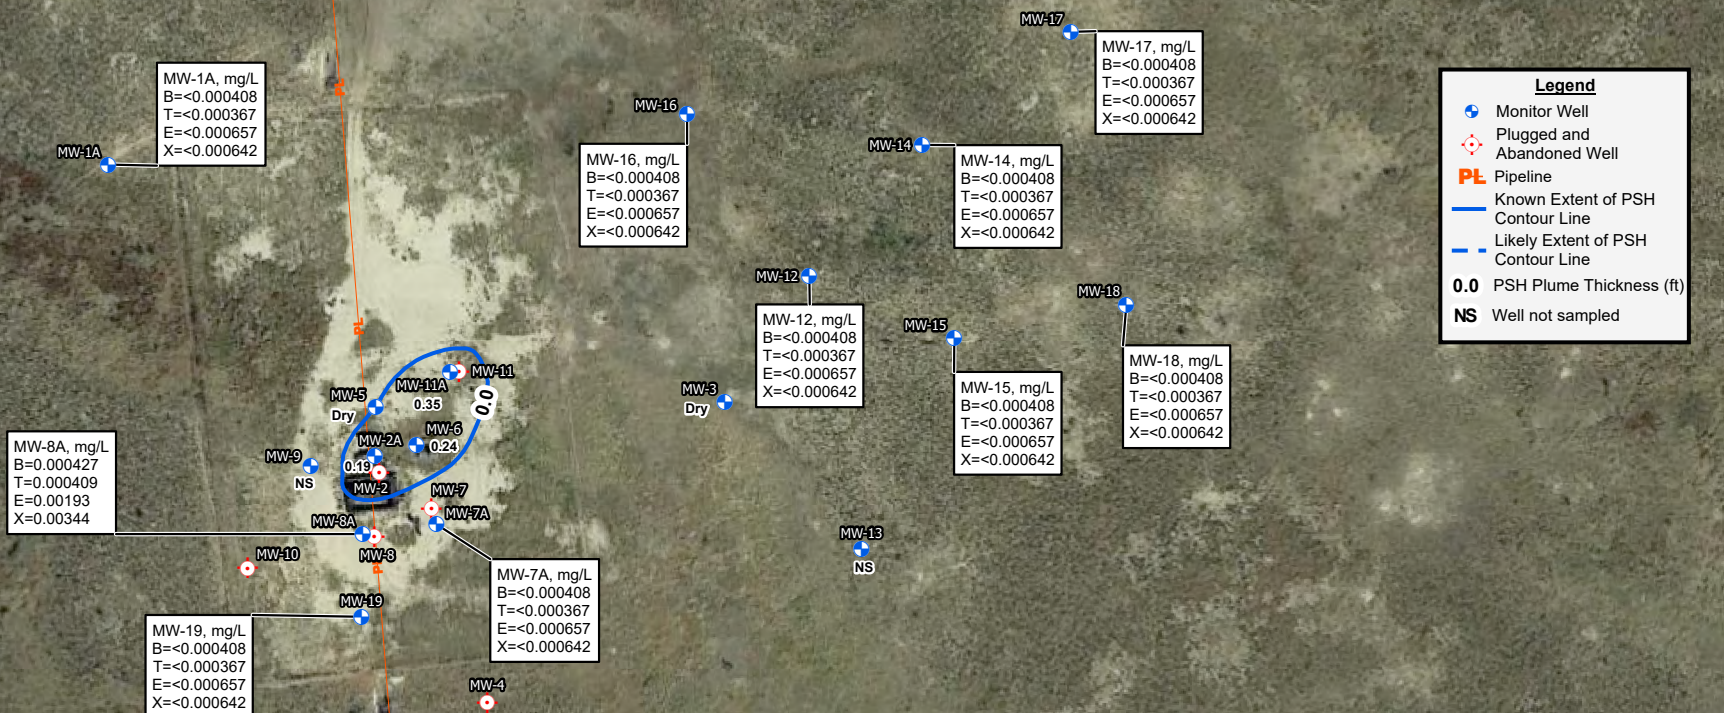 MW-17
MW-17, mg/L
B=<0.000408
T=<0.000367
E=<0.000657
X=<0.000642
MW-1A, mg/L
B=<0.000408
T=<0.000367
E=<0.000657
X=<0.000642
MW-1A
PL
MW-16
MW-16, mg/L
B=<0.000408
T=<0.000367
E=<0.000657
X=<0.000642
MW-14
MW-14, mg/L
B=<0.000408
T=<0.000367
E=<0.000657
X=<0.000642
Legend
Monitor Well
Plugged and
Abandoned Well
PL Pipeline
Known Extent of PSH
Contour Line
Likely Extent of PSH
Contour Line
0.0 PSH Plume Thickness (ft)
NS Well not sampled
MW-12
MW-12, mg/L
B=<0.000408
T=<0.000367
E=<0.000657
X=<0.000642
MW-18
MW-18, mg/L
B=<0.000408
T=<0.000367
E=<0.000657
X=<0.000642
MW-15
MW-15, mg/L
B=<0.000408
T=<0.000367
E=<0.000657
X=<0.000642
PL
MW-11
MW-11A
0.35
0.0
MW-5
Dry
MW-3
Dry
MW-6
0.24
MW-2A
0.19
MW-2
MW-9
NS
MW-8A, mg/L
B=0.000427
T=0.000409
E=0.00193
X=0.00344
MW-7
MW-7A
MW-8A
MW-8
PL
MW-10
MW-13
NS
MW-7A, mg/L
B=<0.000408
T=<0.000367
E=<0.000657
X=<0.000642
MW-19
MW-19, mg/L
B=<0.000408
T=<0.000367
E=<0.000657
X=<0.000642
MW-4